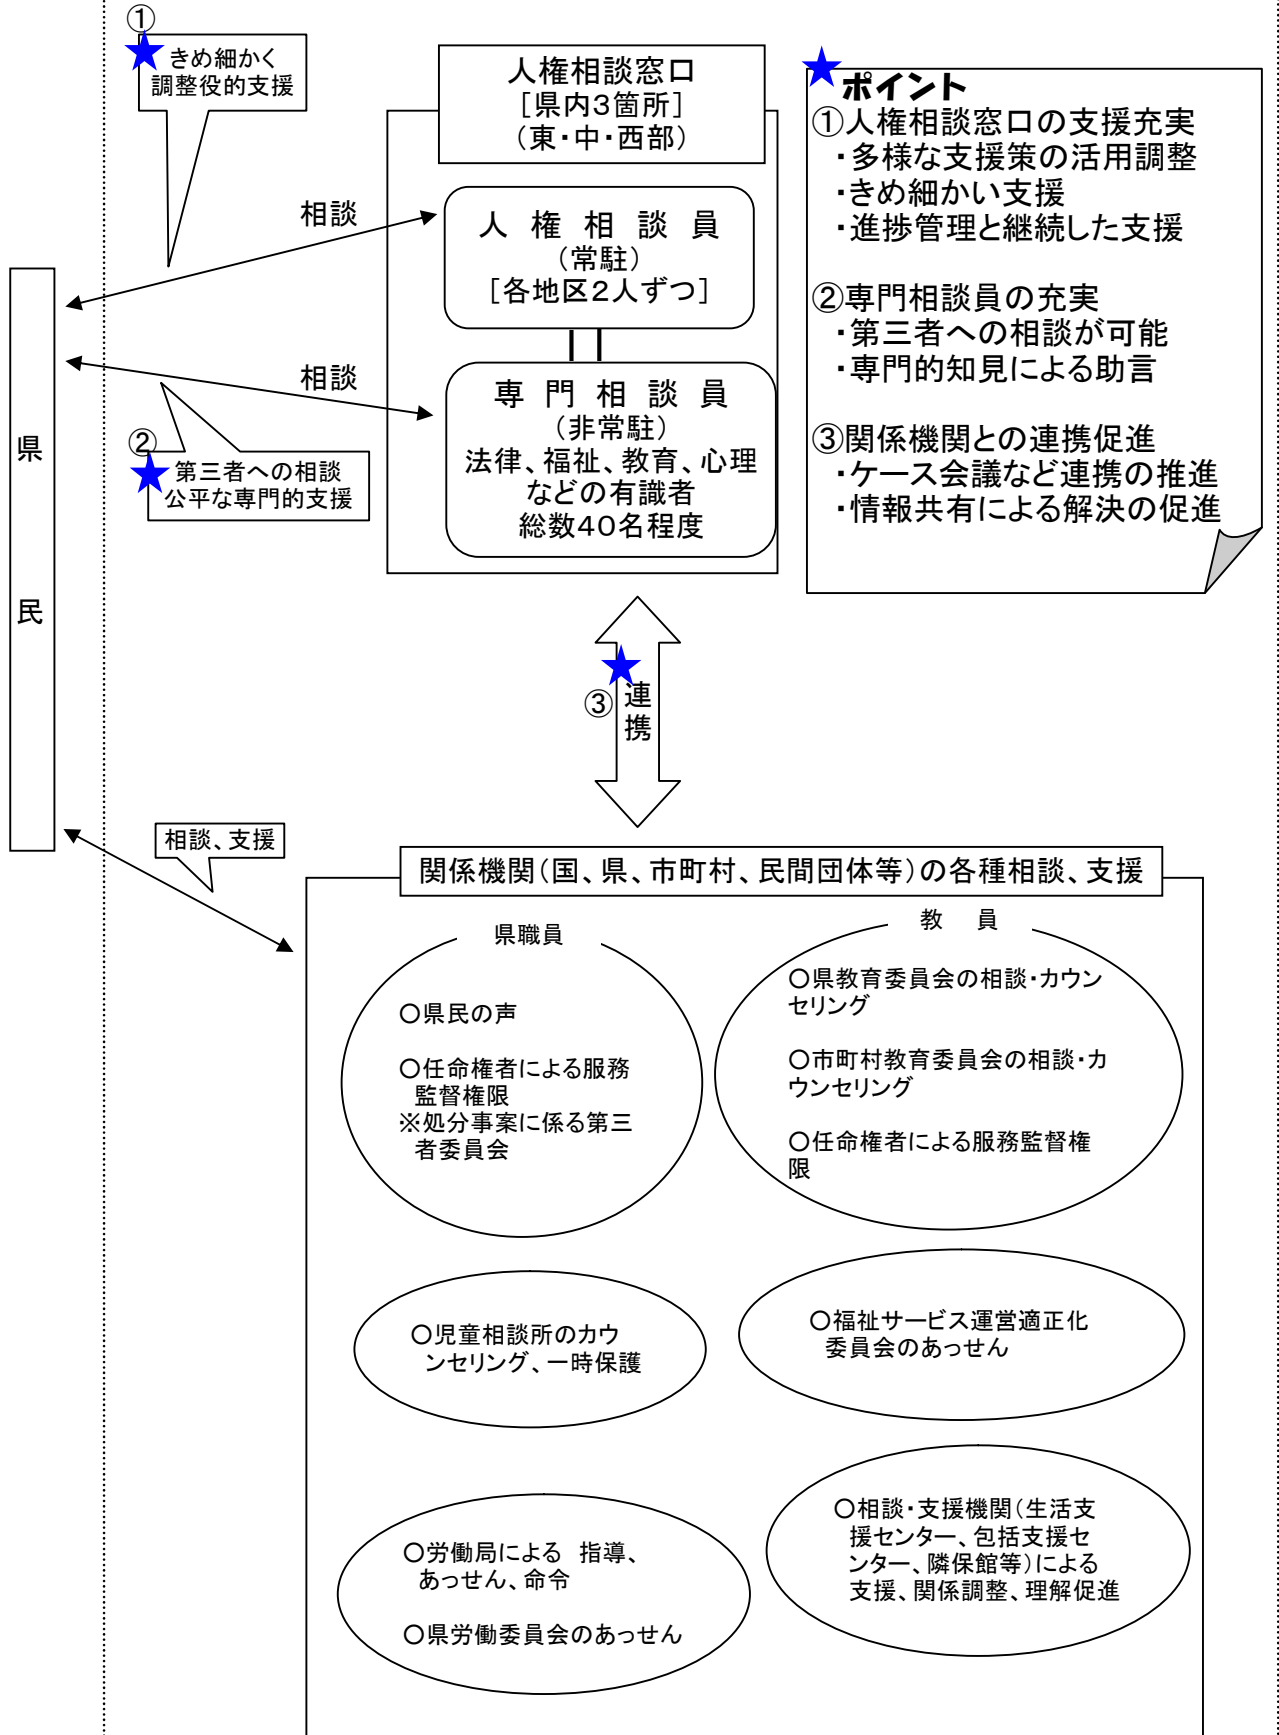 ①
きめ細かく
調整役的支援
人権相談窓口
[県内3箇所]
(東・中・西部)
相談
人　権　相　談　員
(常駐)
[各地区2人ずつ]
相談
専　門　相　談　員
(非常駐)
法律、福祉、教育、心理
などの有識者
総数40名程度
②
第三者への相談
公平な専門的支援
県
民
ポイント
①人権相談窓口の支援充実
・多様な支援策の活用調整
・きめ細かい支援
・進捗管理と継続した支援
②専門相談員の充実
・第三者への相談が可能
・専門的知見による助言
③関係機関との連携促進
・ケース会議など連携の推進
・情報共有による解決の促進
③
連
携
相談、支援
関係機関(国、県、市町村、民間団体等)の各種相談、支援
県職員
○県民の声
○任命権者による服務
監督権限
※処分事案に係る第三
者委員会
教　員
○県教育委員会の相談・カウン
セリング
○市町村教育委員会の相談・カ
ウンセリング
○任命権者による服務監督権
限
○児童相談所のカウ
ンセリング、一時保護
○福祉サービス運営適正化
委員会のあっせん
○労働局による　指導、
あっせん、命令
○県労働委員会のあっせん
○相談・支援機関(生活支
援センター、包括支援セ
ンター、隣保館等)による
支援、関係調整、理解促進